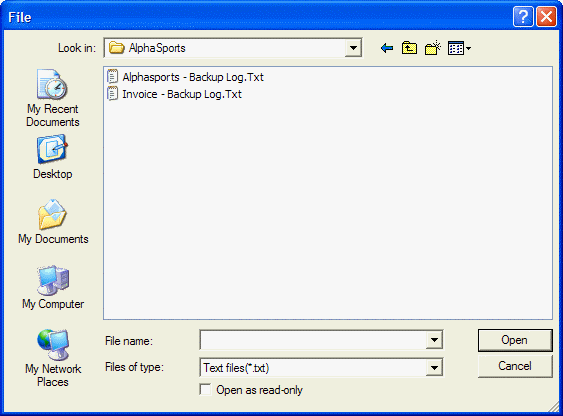 File
Look in: AlphaSports
Alphasports - Backup Log.Txt
Invoice - Backup Log.Txt
My Recent
Documents
Desktop
My Documents
My Computer
My Network
Places
File name:
Open
Files of type: Text files(*.txt)
Cancel
Open as read-only